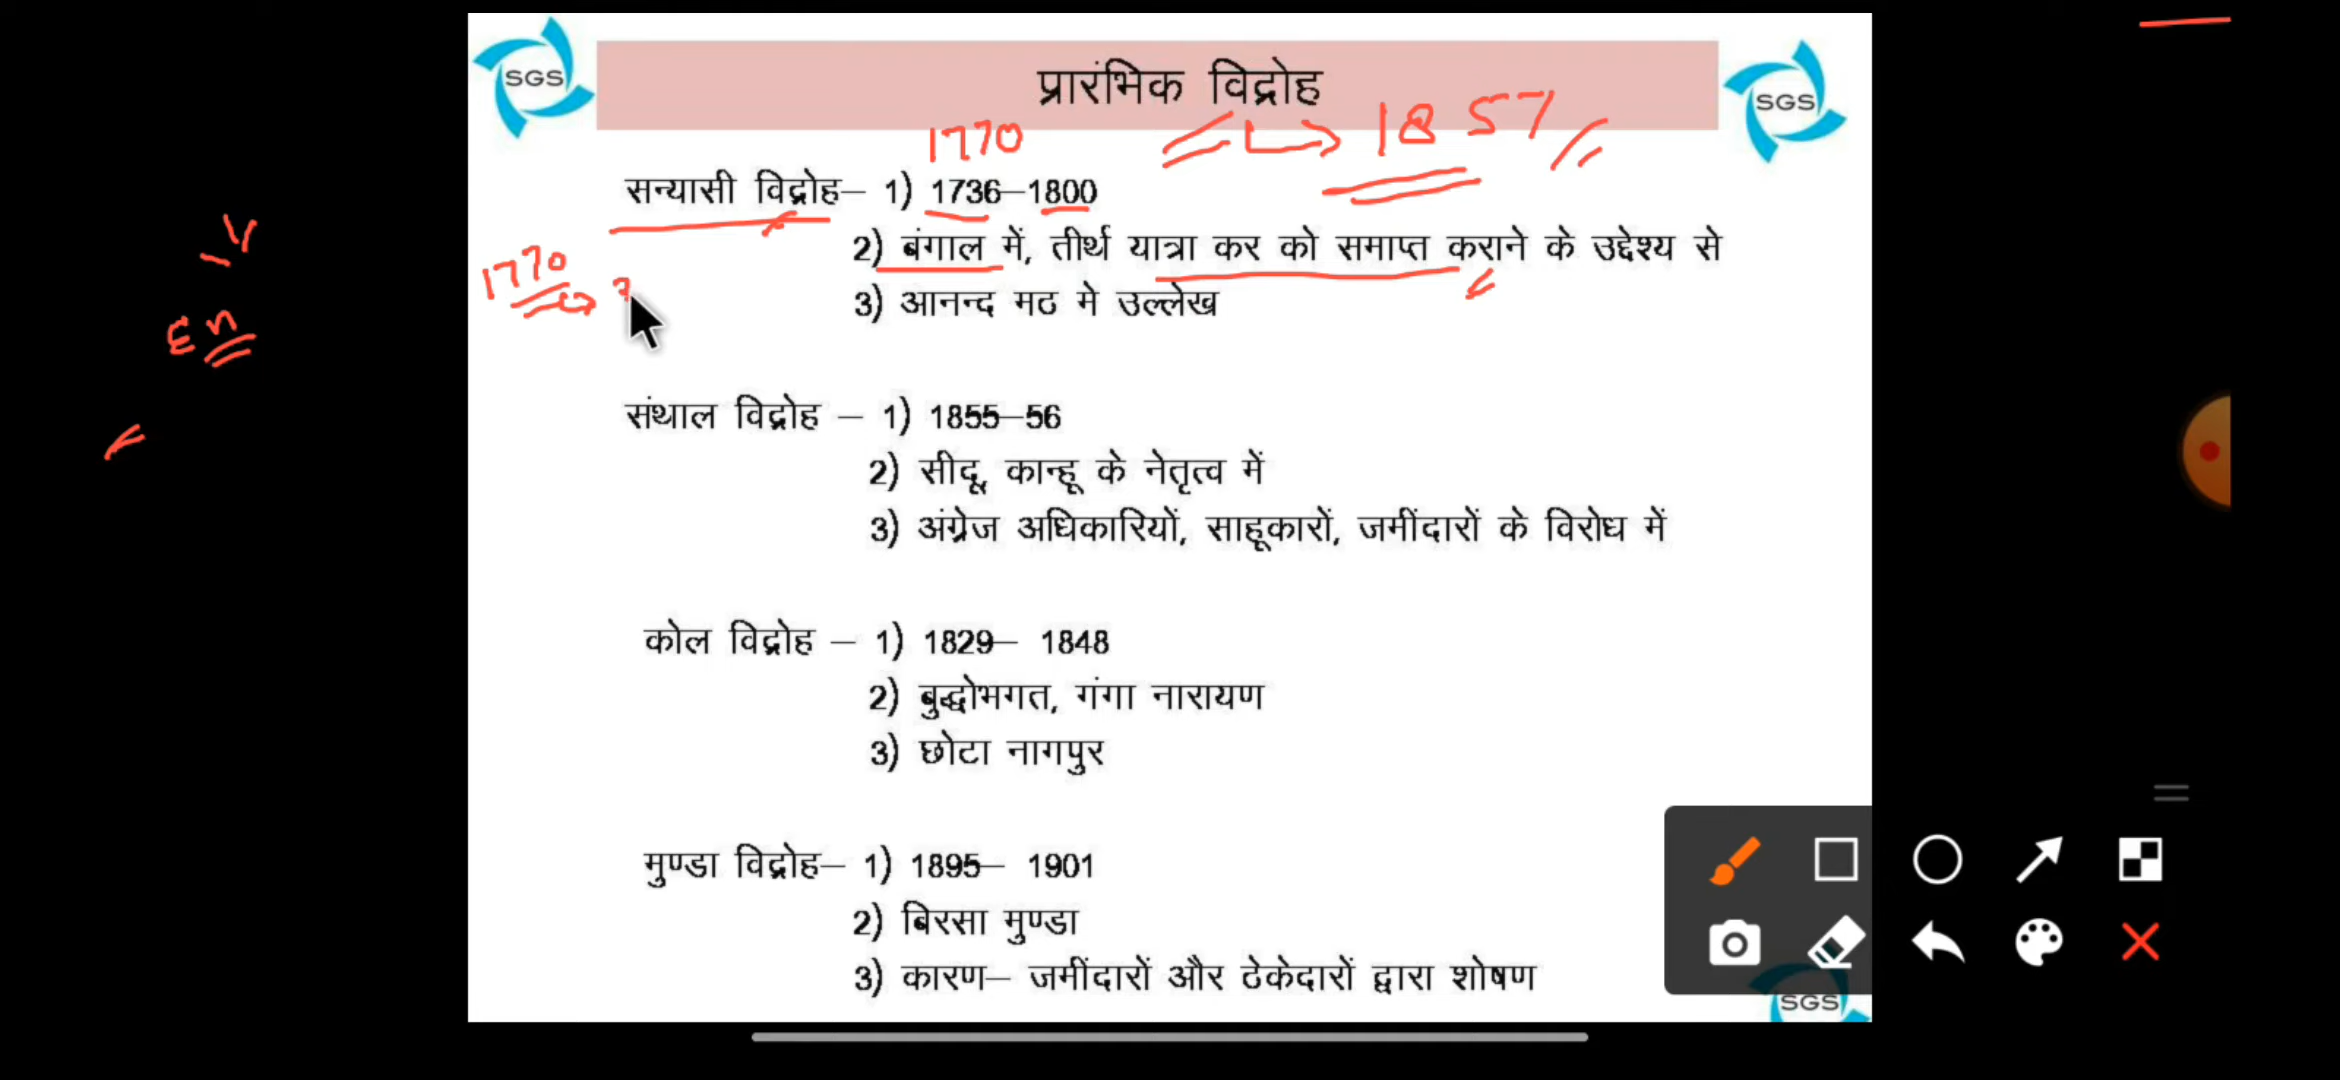 SGS
प्रारंभिक विद्रोह
SGS
1857
1770
सन्यासी विद्रोह– 1) 1736–1800
2) बंगाल में, तीर्थ यात्रा कर को समाप्त कराने के उद्देश्य से
1770
3) आनन्द मठ मे उल्लेख
En
संथाल विद्रोह – 1) 1855–56
2) सीदू, कान्हू के नेतृत्व में
3) अंग्रेज अधिकारियों, साहूकारों, जमींदारों के विरोध में
कोल विद्रोह – 1) 1829– 1848
2) बुद्धोभगत, गंगा नारायण
3) छोटा नागपुर
मुण्डा विद्रोह– 1) 1895– 1901
2) बिरसा मुण्डा
3) कारण– जमींदारों और ठेकेदारों द्वारा शोषण
SGS